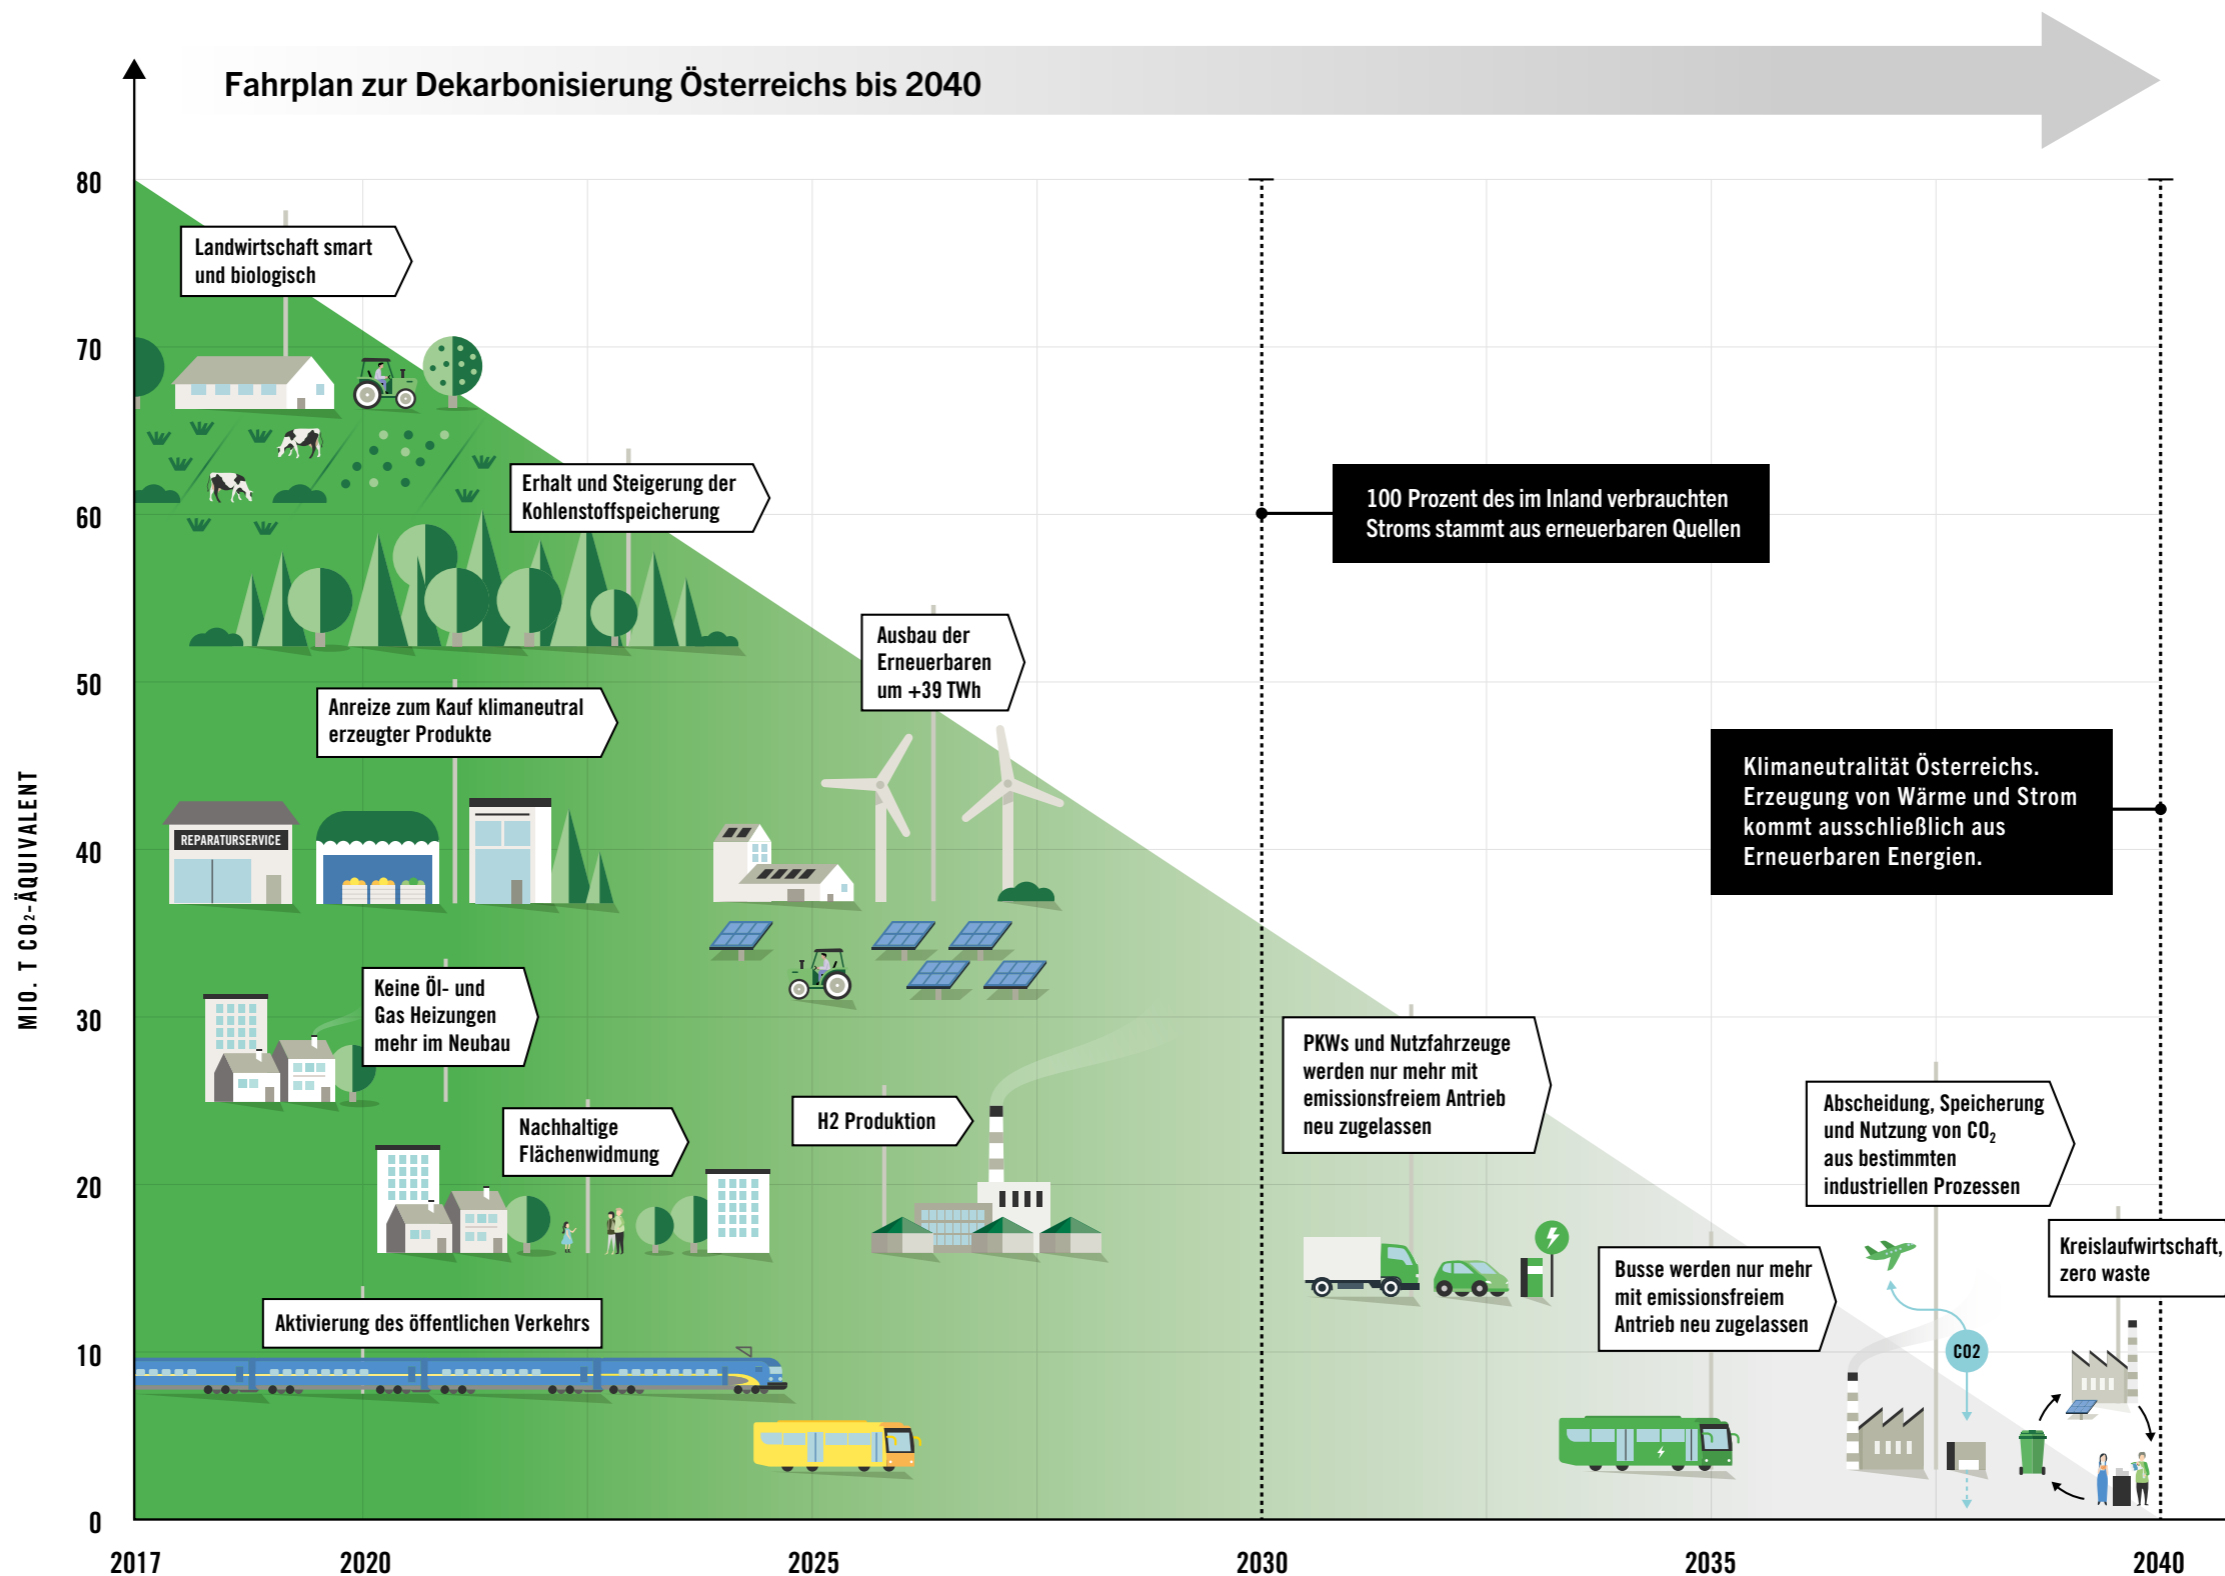 Fahrplan zur Dekarbonisierung Österreichs bis 2040
MIO. T CO₂-ÄQUIVALENT
80
70
60
50
40
30
20
10
0
Landwirtschaft smart
und biologisch
Erhalt und Steigerung der
Kohlenstoffspeicherung
100 Prozent des im Inland verbrauchten
Stroms stammt aus erneuerbaren Quellen
Ausbau der
Erneuerbaren
um +39 TWh
Anreize zum Kauf klimaneutral
erzeugter Produkte
Klimaneutralität Österreichs.
Erzeugung von Wärme und Strom
kommt ausschließlich aus
Erneuerbaren Energien.
REPARATURSERVICE
Keine Öl- und
Gas Heizungen
mehr im Neubau
PKWs und Nutzfahrzeuge
werden nur mehr mit
emissionsfreiem Antrieb
neu zugelassen
Abscheidung, Speicherung
und Nutzung von CO₂
aus bestimmten
industriellen Prozessen
Nachhaltige
Flächenwidmung
H2 Produktion
Kreislaufwirtschaft,
zero waste
Busse werden nur mehr
mit emissionsfreiem
Antrieb neu zugelassen
Aktivierung des öffentlichen Verkehrs
CO2
2017
2020
2025
2030
2035
2040